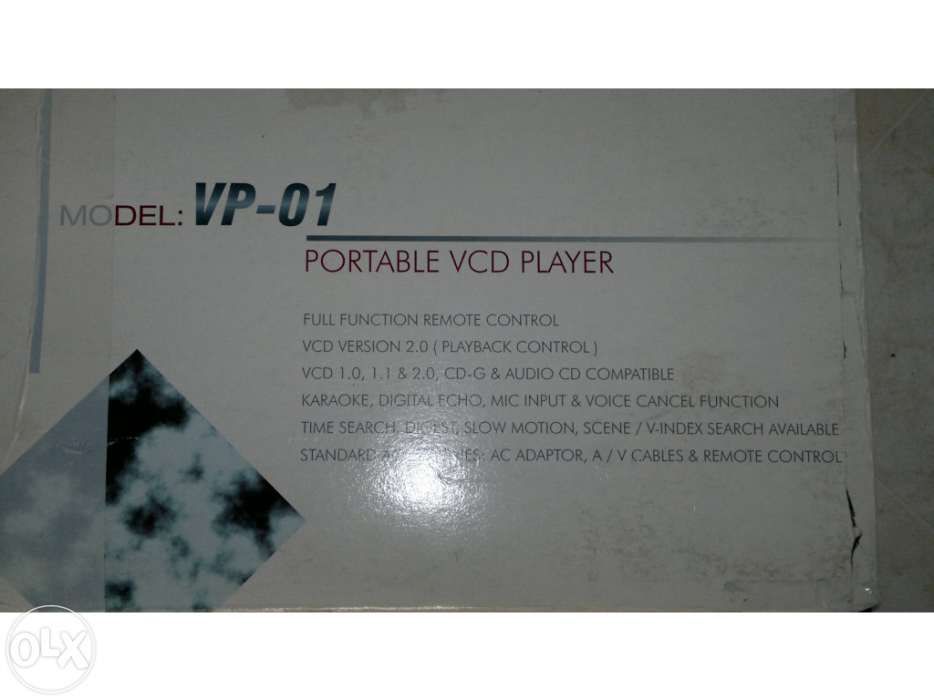 MODEL: VP-01
PORTABLE VCD PLAYER
FULL FUNCTION REMOTE CONTROL
VCD VERSION 2.0 ( PLAYBACK CONTROL )
VCD 1.0, 1.1 & 2.0, CD-G & AUDIO CD COMPATIBLE
KARAOKE, DIGITAL ECHO, MIC INPUT & VOICE CANCEL FUNCTION
TIME SEARCH, DIGEST, SLOW MOTION, SCENE / V-INDEX SEARCH AVAILABLE
STANDARD ACCESSORIES: AC ADAPTOR, A / V CABLES & REMOTE CONTROL
OLX